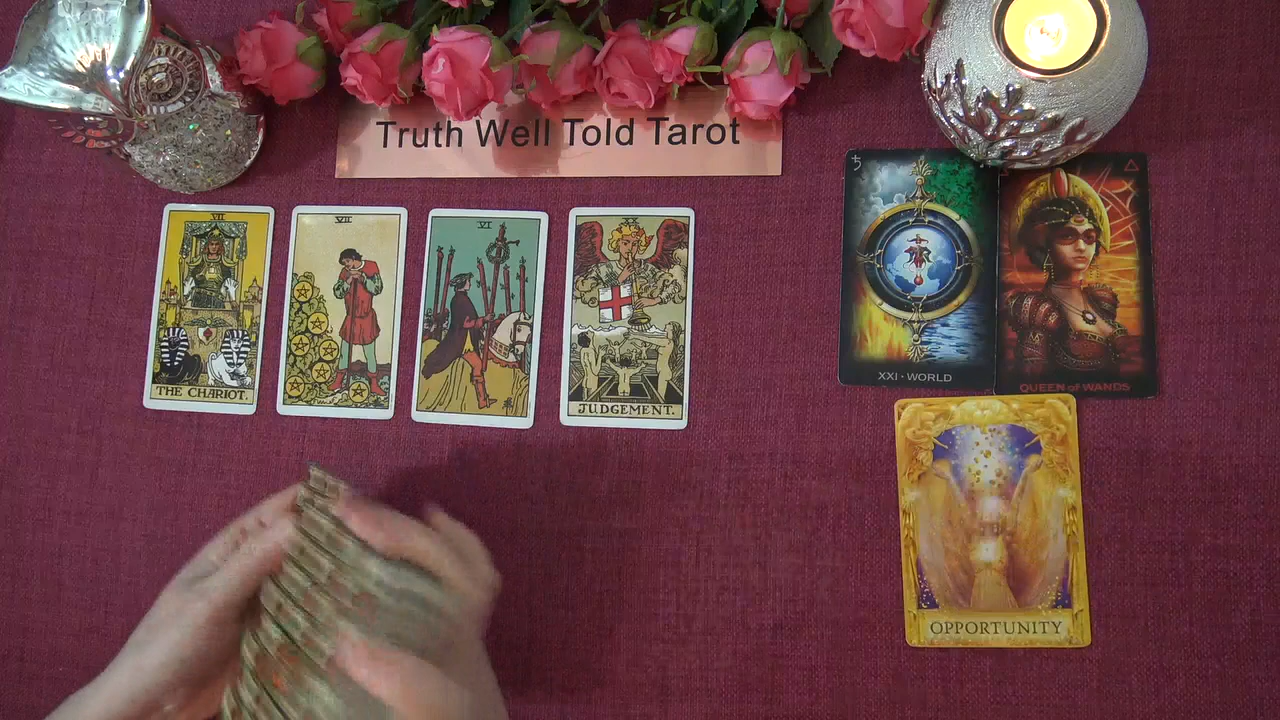 Truth Well Told Tarot
VII
THE CHARIOT.
VII
VI
XX
JUDGEMENT.
XXI • WORLD
QUEEN of WANDS
OPPORTUNITY